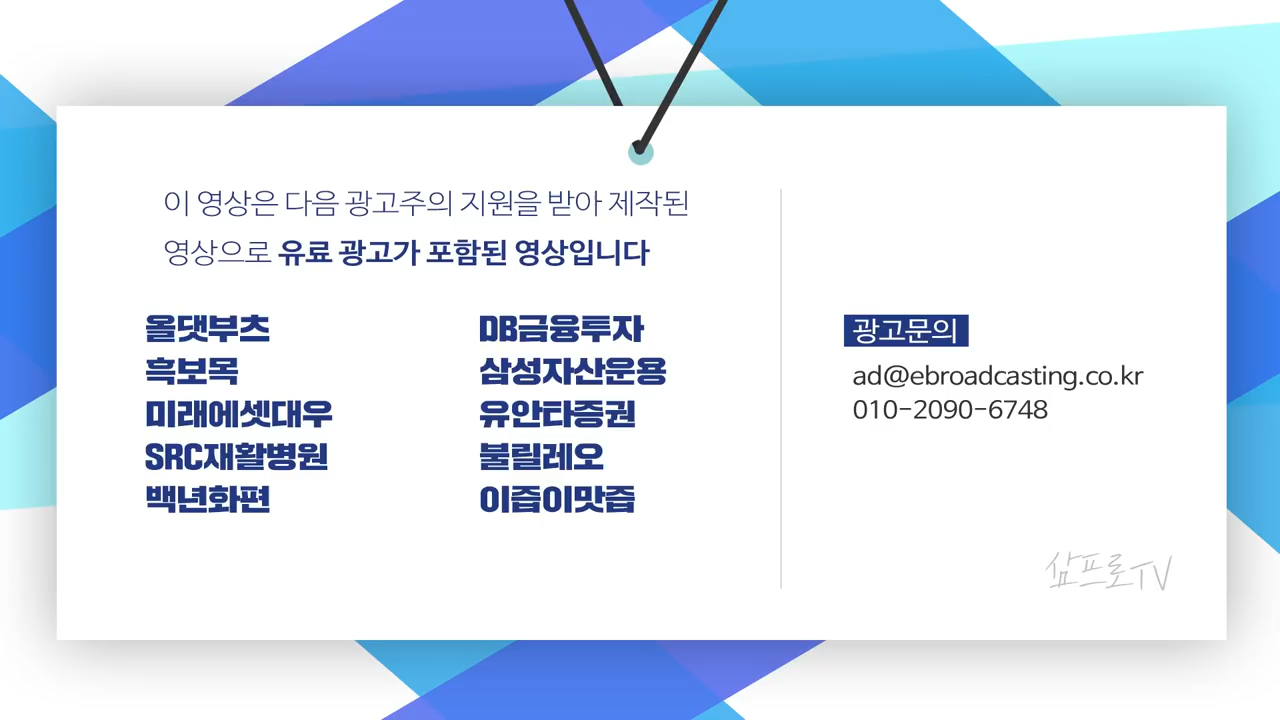 이 영상은 다음 광고주의 지원을 받아 제작된
영상으로 유료 광고가 포함된 영상입니다
올댓부츠
흑보목
미래에셋대우
SRC재활병원
백년화편
DB금융투자
삼성자산운용
유안타증권
불릴레오
이즙이맛즙
광고문의
ad@ebroadcasting.co.kr
010-2090-6748
삼프로TV